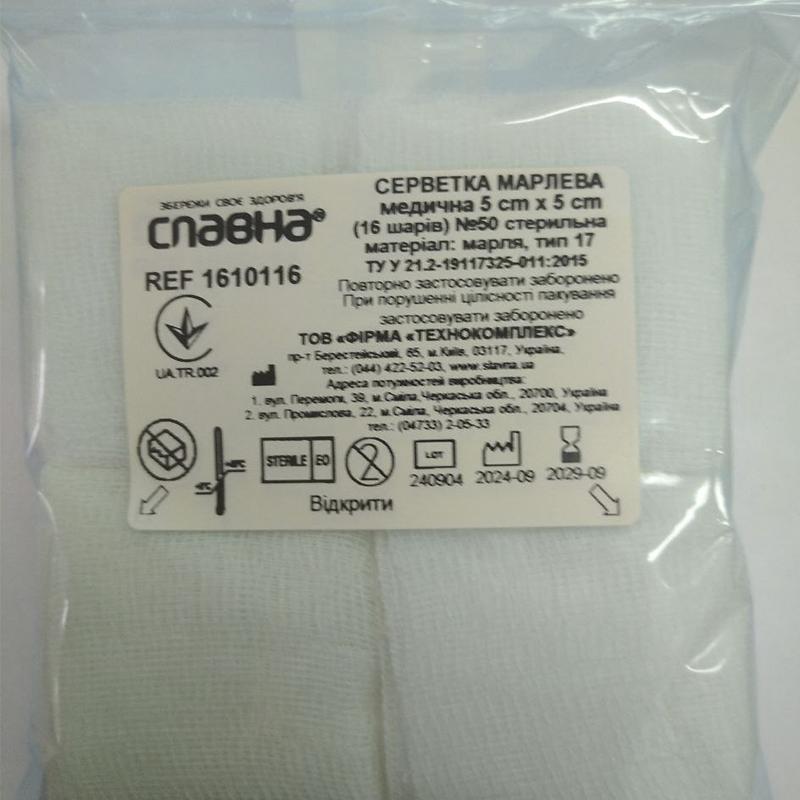 ЗБЕРЕЖИ СВОЄ ЗДОРОВ'Я
СЛАВНА®
REF 1610116
UA.TR.002
СЕРВЕТКА МАРЛЕВА
медична 5 cm x 5 cm
(16 шарів) №50 стерильна
матеріал: марля, тип 17
ТУ У 21.2-19117325-011:2015
Повторно застосовувати заборонено
При порушенні цілісності пакування
застосовувати заборонено
ТОВ «ФІРМА «ТЕХНОКОМПЛЕКС»
пр-т Берестейський, 65, м.Київ, 03117, Україна,
тел.: (044) 422-52-03, www.slavna.ua
Адреса потужностей виробництва:
1. вул. Перемоги, 39, м.Сміла,Черкаська обл., 20700, Україна
2. вул. Промислова, 22, м.Сміла, Черкаська обл., 20704, Україна
тел.: (04733) 2-05-33
STERILE EO
2
LOT
240904 2024-09 2029-09
Відкрити